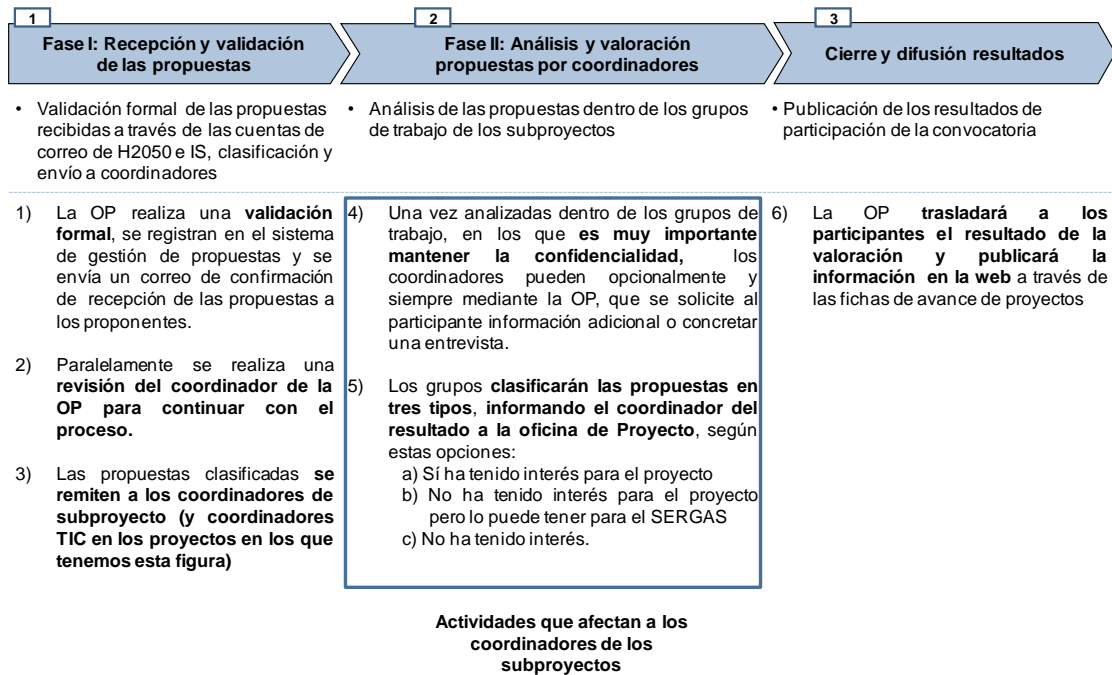 1
Fase I: Recepción y validación
de las propuestas
2
Fase II: Análisis y valoración
propuestas por coordinadores
3
Cierre y difusión resultados
• Validación formal de las propuestas
recibidas a través de las cuentas de
correo de H2050 e IS, clasificación y
envío a coordinadores
• Análisis de las propuestas dentro de los grupos
de trabajo de los subproyectos
• Publicación de los resultados de
participación de la convocatoria
1) La OP realiza una validación
formal, se registran en el sistema
de gestión de propuestas y se
envía un correo de confirmación
de recepción de las propuestas a
los proponentes.
2) Paralelamente se realiza una
revisión del coordinador de la
OP para continuar con el
proceso.
3) Las propuestas clasificadas se
remiten a los coordinadores de
subproyecto (y coordinadores
TIC en los proyectos en los que
tenemos esta figura)
4) Una vez analizadas dentro de los grupos de
trabajo, en los que es muy importante
mantener la confidencialidad, los
coordinadores pueden opcionalmente y
siempre mediante la OP, que se solicite al
participante información adicional o concretar
una entrevista.
5) Los grupos clasificarán las propuestas en
tres tipos, informando el coordinador del
resultado a la oficina de Proyecto, según
estas opciones:
a) Sí ha tenido interés para el proyecto
b) No ha tenido interés para el proyecto
pero lo puede tener para el SERGAS
c) No ha tenido interés.
6) La OP trasladará a los
participantes el resultado de la
valoración y publicará la
información en la web a través de
las fichas de avance de proyectos
Actividades que afectan a los
coordinadores de los
subproyectos